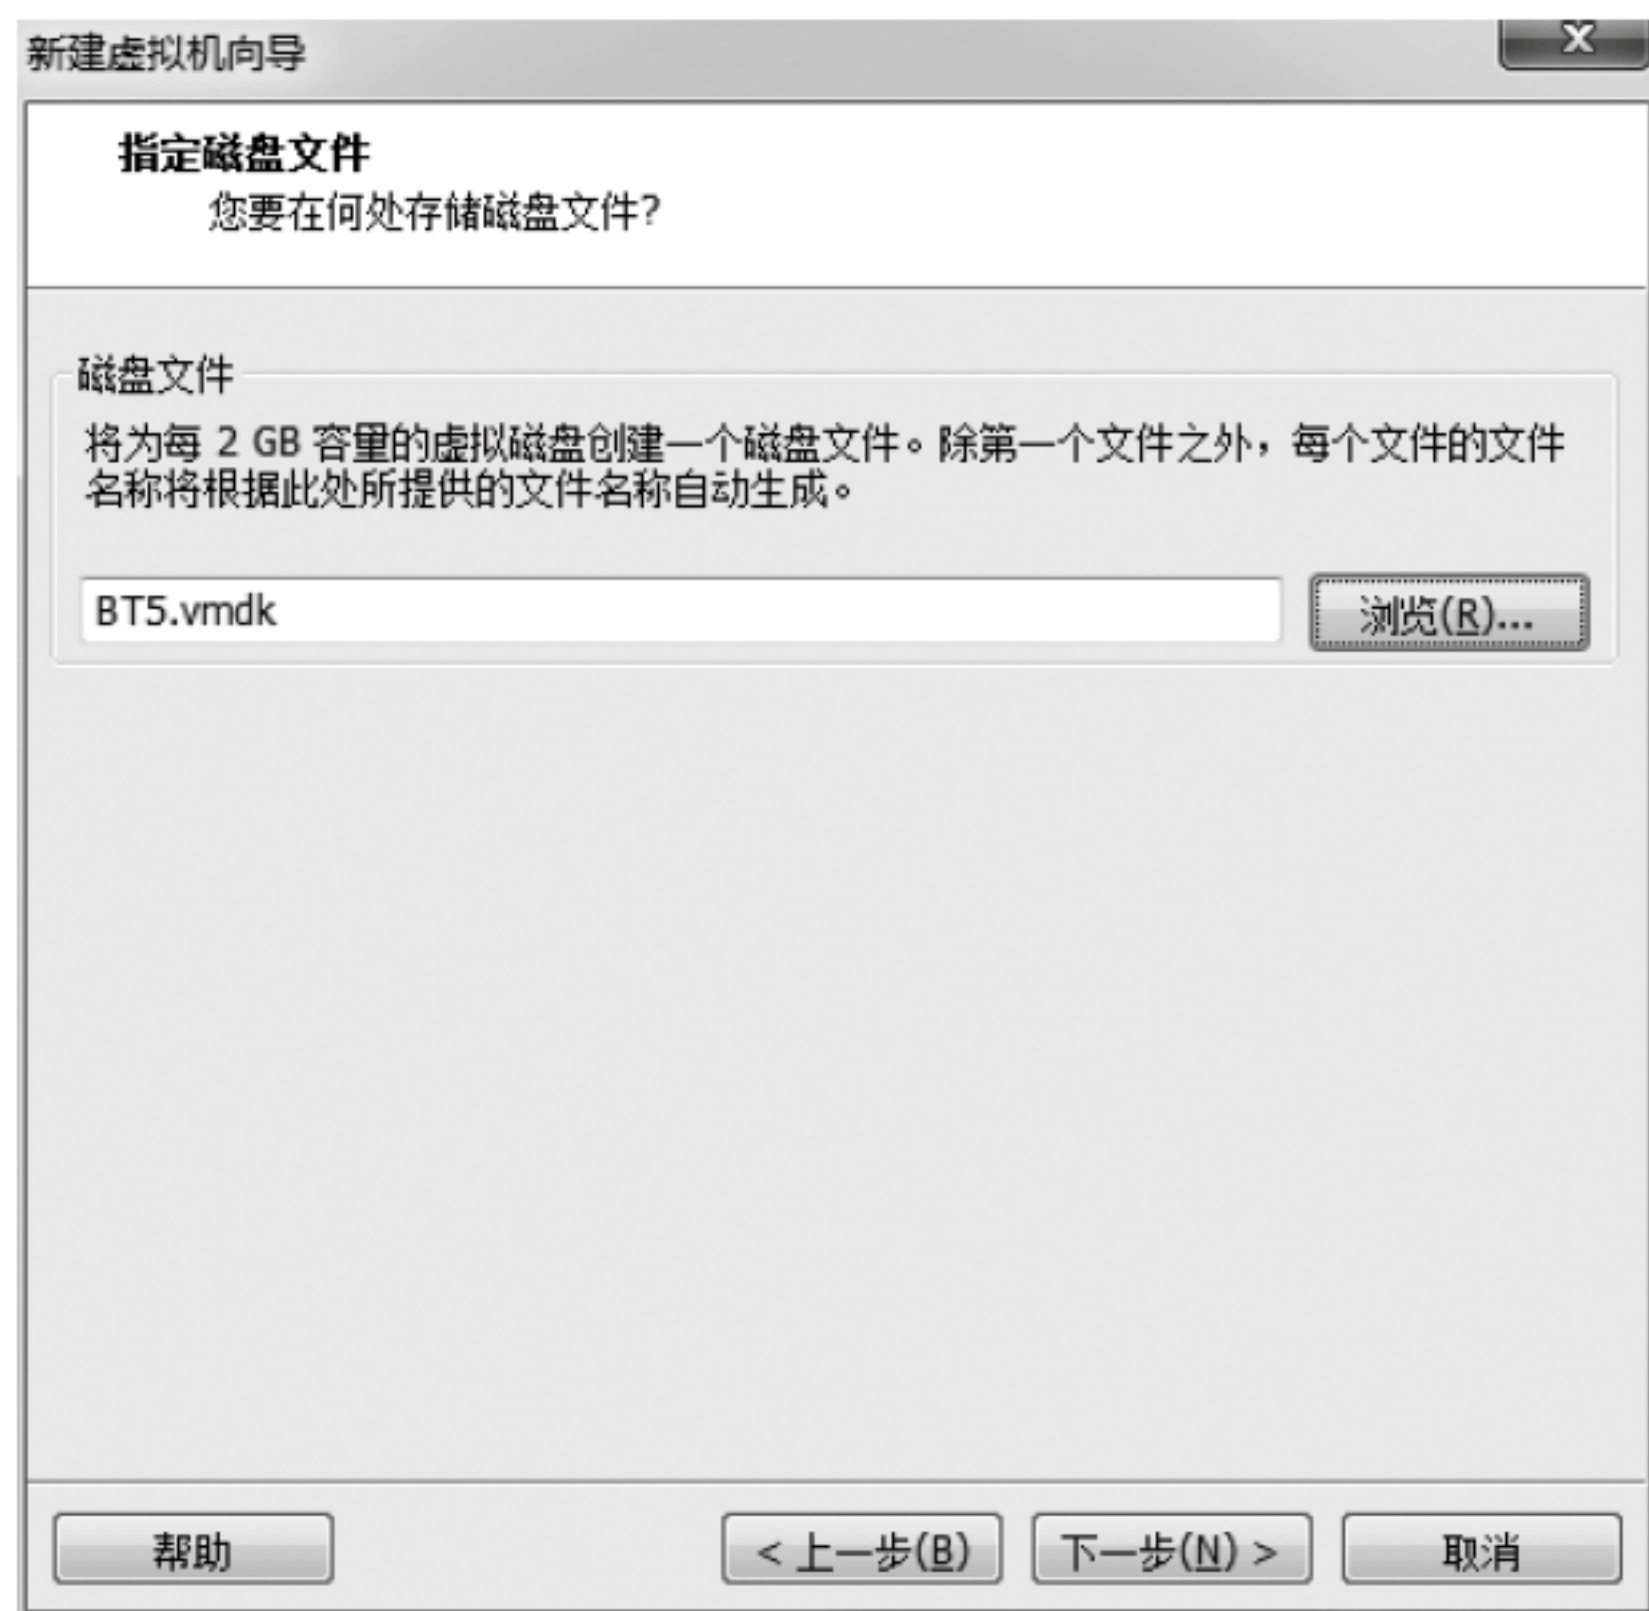 新建虚拟机向导
指定磁盘文件
您要在何处存储磁盘文件?
磁盘文件
将为每 2 GB 容量的虚拟磁盘创建一个磁盘文件。除第一个文件之外，每个文件的文件
名称将根据此处所提供的文件名称自动生成。
BT5.vmdk
浏览(R)...
帮助
< 上一步(B)
下一步(N) >
取消